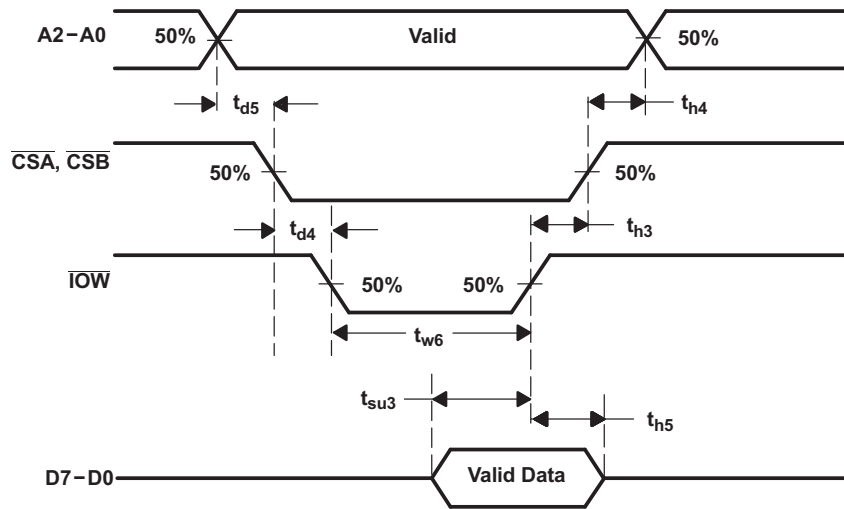 A2−A0
50%
Valid
50%
td5
th4
CSA, CSB
50%
50%
td4
th3
IOW
50%
50%
tw6
tsu3
th5
D7−D0
Valid Data